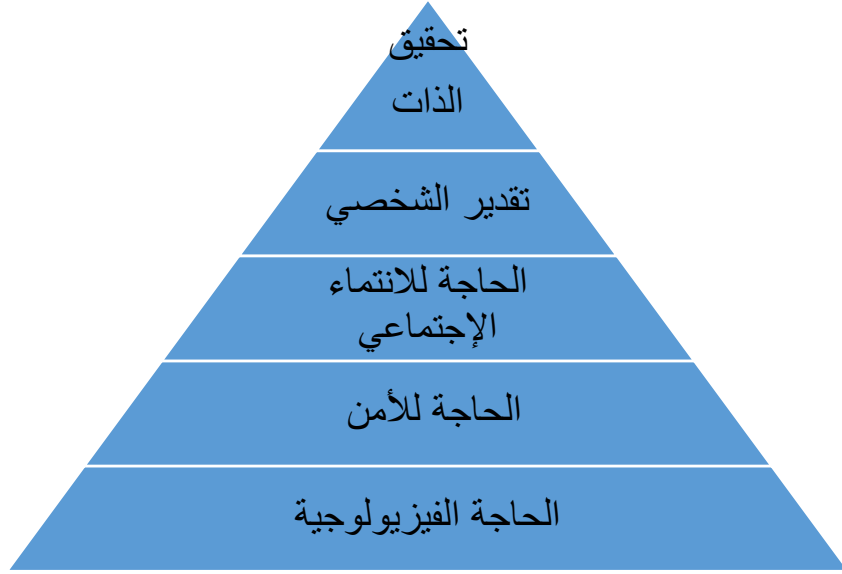 تحقيق
الذات
تقدير الشخصي
الحاجة للانتماء
الإجتماعي
الحاجة للأمن
الحاجة الفيزيولوجية